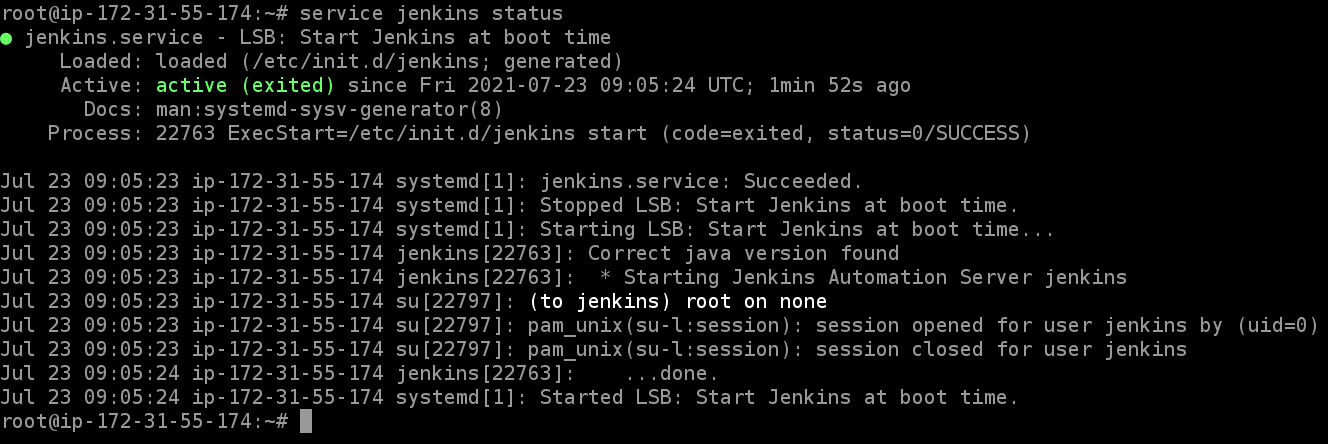 root@ip-172-31-55-174:~# service jenkins status
● jenkins.service - LSB: Start Jenkins at boot time
     Loaded: loaded (/etc/init.d/jenkins; generated)
     Active: active (exited) since Fri 2021-07-23 09:05:24 UTC; 1min 52s ago
       Docs: man:systemd-sysv-generator(8)
    Process: 22763 ExecStart=/etc/init.d/jenkins start (code=exited, status=0/SUCCESS)

Jul 23 09:05:23 ip-172-31-55-174 systemd[1]: jenkins.service: Succeeded.
Jul 23 09:05:23 ip-172-31-55-174 systemd[1]: Stopped LSB: Start Jenkins at boot time.
Jul 23 09:05:23 ip-172-31-55-174 systemd[1]: Starting LSB: Start Jenkins at boot time...
Jul 23 09:05:23 ip-172-31-55-174 jenkins[22763]: Correct java version found
Jul 23 09:05:23 ip-172-31-55-174 jenkins[22763]:  * Starting Jenkins Automation Server jenkins
Jul 23 09:05:23 ip-172-31-55-174 su[22797]: (to jenkins) root on none
Jul 23 09:05:23 ip-172-31-55-174 su[22797]: pam_unix(su-l:session): session opened for user jenkins by (uid=0)
Jul 23 09:05:23 ip-172-31-55-174 su[22797]: pam_unix(su-l:session): session closed for user jenkins
Jul 23 09:05:24 ip-172-31-55-174 jenkins[22763]:    ...done.
Jul 23 09:05:24 ip-172-31-55-174 systemd[1]: Started LSB: Start Jenkins at boot time.
root@ip-172-31-55-174:~#